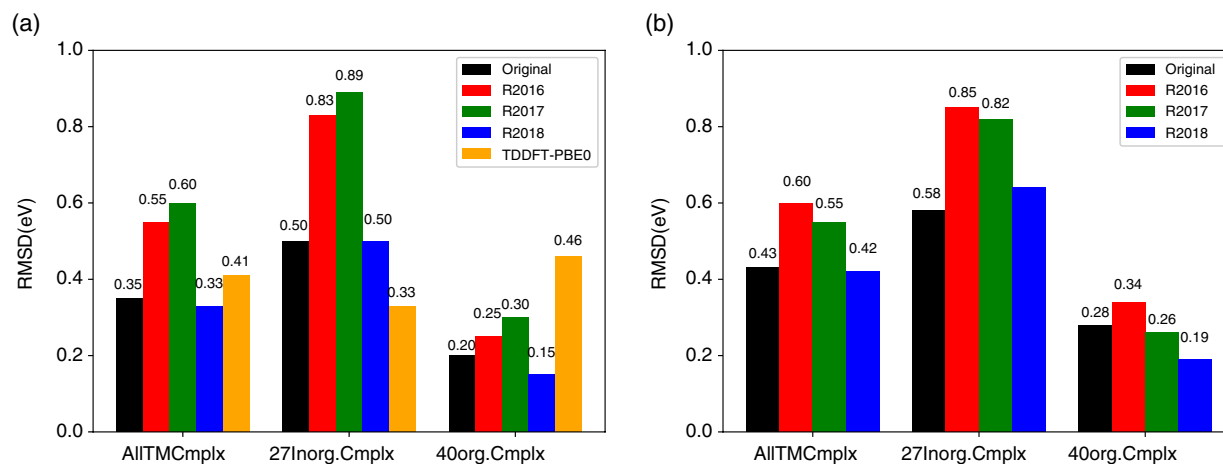 (a)
RMSD(eV)
1.0
0.8
0.6
0.4
0.2
0.0
Original
R2016
R2017
R2018
TDDFT-PBE0
0.35
0.55
0.60
0.33
0.41
0.50
0.83
0.89
0.50
0.33
0.20
0.25
0.30
0.15
0.46
AllTMCmplx
27Inorg.Cmplx
40org.Cmplx
(b)
RMSD(eV)
1.0
0.8
0.6
0.4
0.2
0.0
Original
R2016
R2017
R2018
0.43
0.60
0.55
0.42
0.58
0.85
0.82
0.28
0.34
0.26
0.19
AllTMCmplx
27Inorg.Cmplx
40org.Cmplx